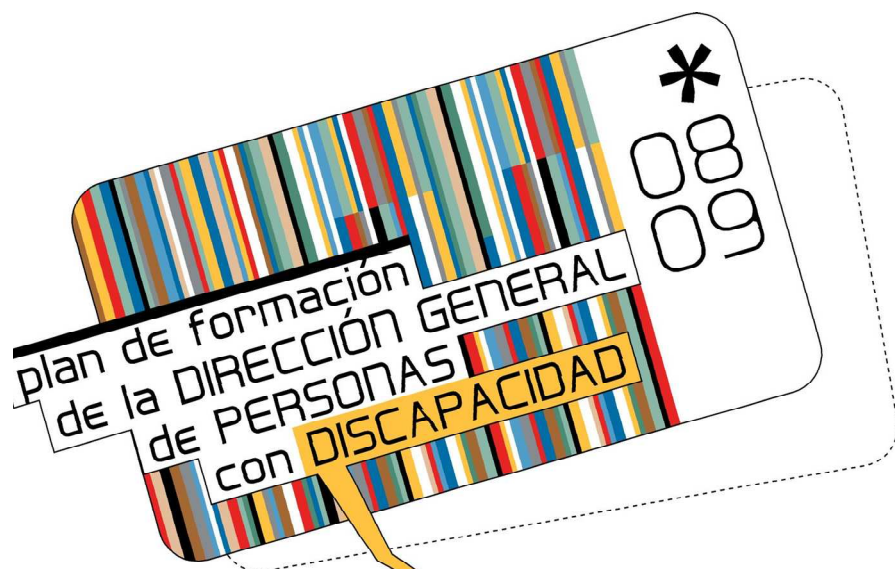 *
08
09
plan de formación
de la DIRECCIÓN GENERAL
de PERSONAS
con DISCAPACIDAD